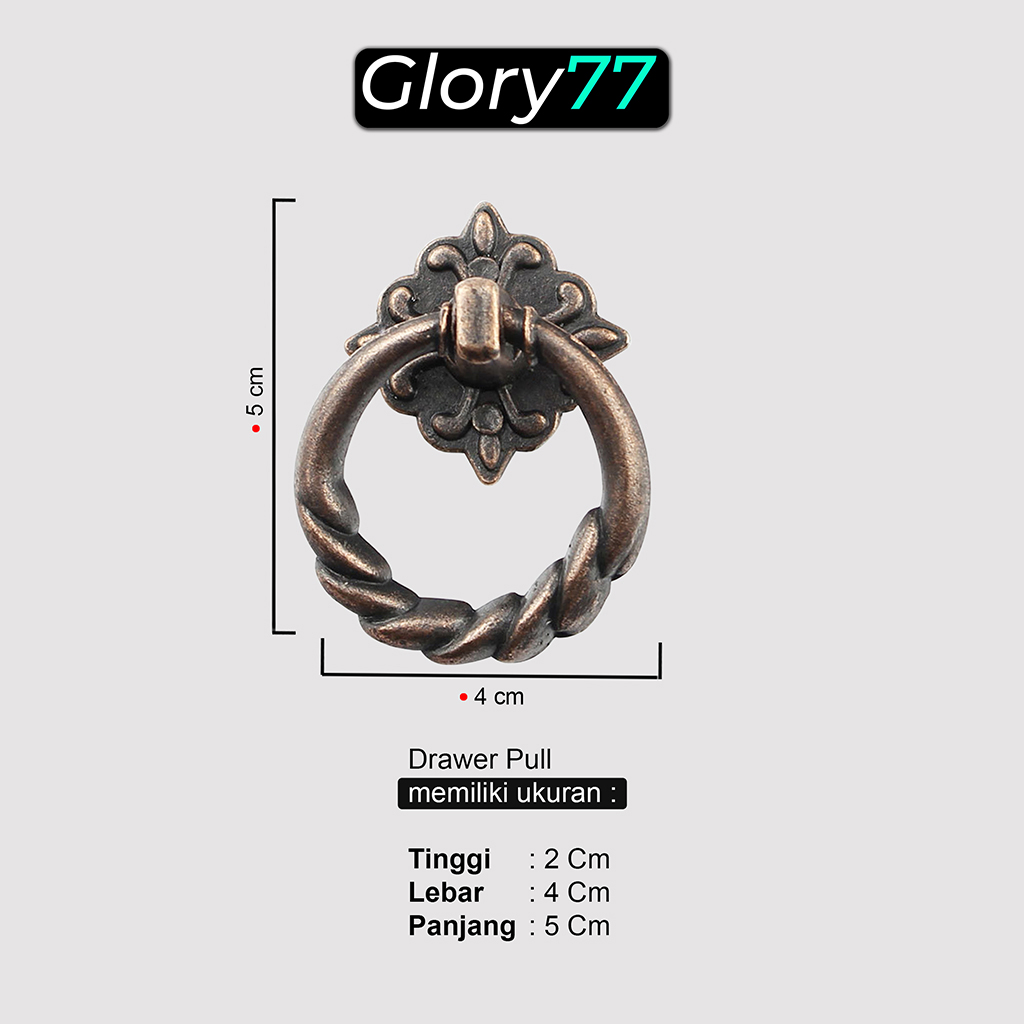 Glory77
• 5 cm
• 4 cm
Drawer Pull
memiliki ukuran :
Tinggi : 2 Cm
Lebar : 4 Cm
Panjang : 5 Cm